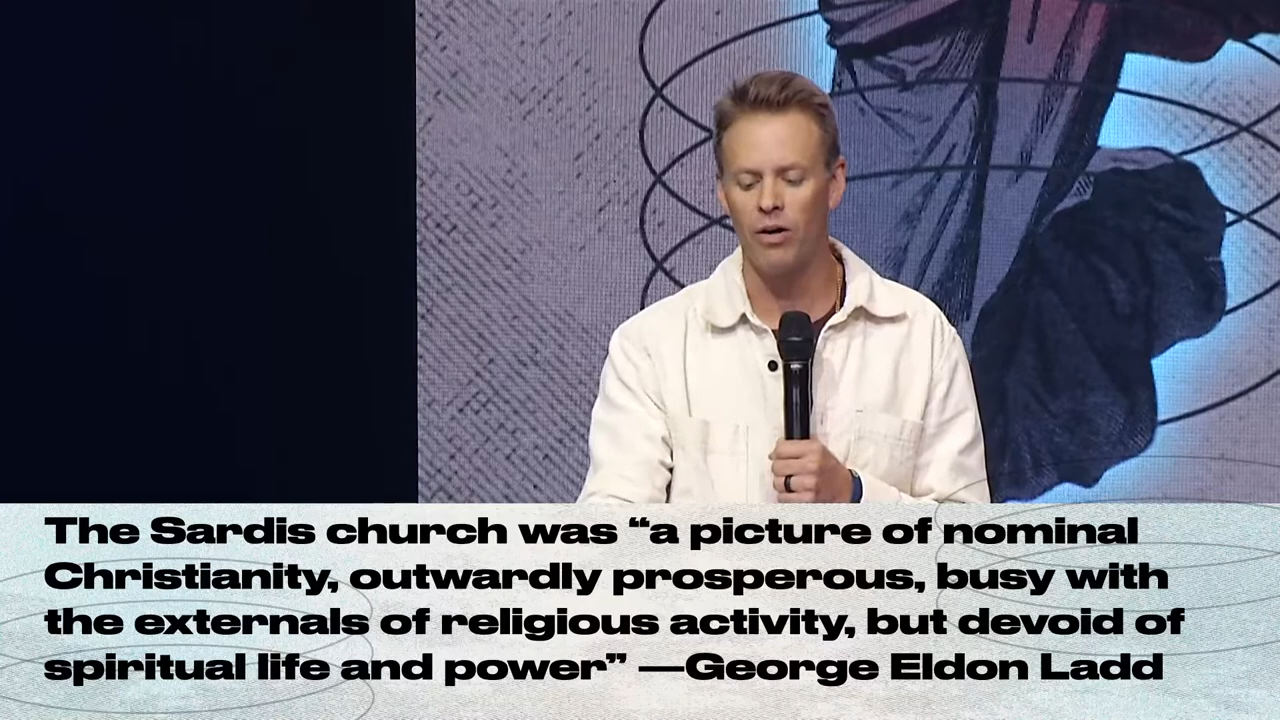 The Sardis church was “a picture of nominal
Christianity, outwardly prosperous, busy with
the externals of religious activity, but devoid of
spiritual life and power” —George Eldon Ladd